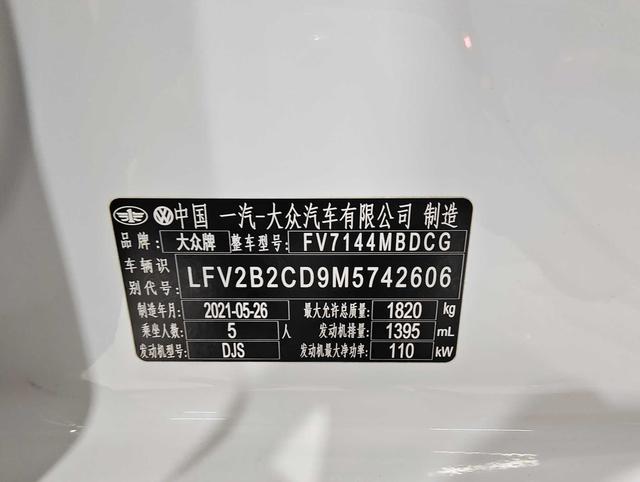 中国 一汽-大众汽车有限公司 制造
品牌: 大众牌 整车型号: FV7144MBDCG
车辆识别代号: LFV2B2CD9M5742606
制造年月: 2021-05-26 最大允许总质量: 1820 kg
乘坐人数: 5 人 发动机排量: 1395 mL
发动机型号: DJS 发动机最大净功率: 110 kW